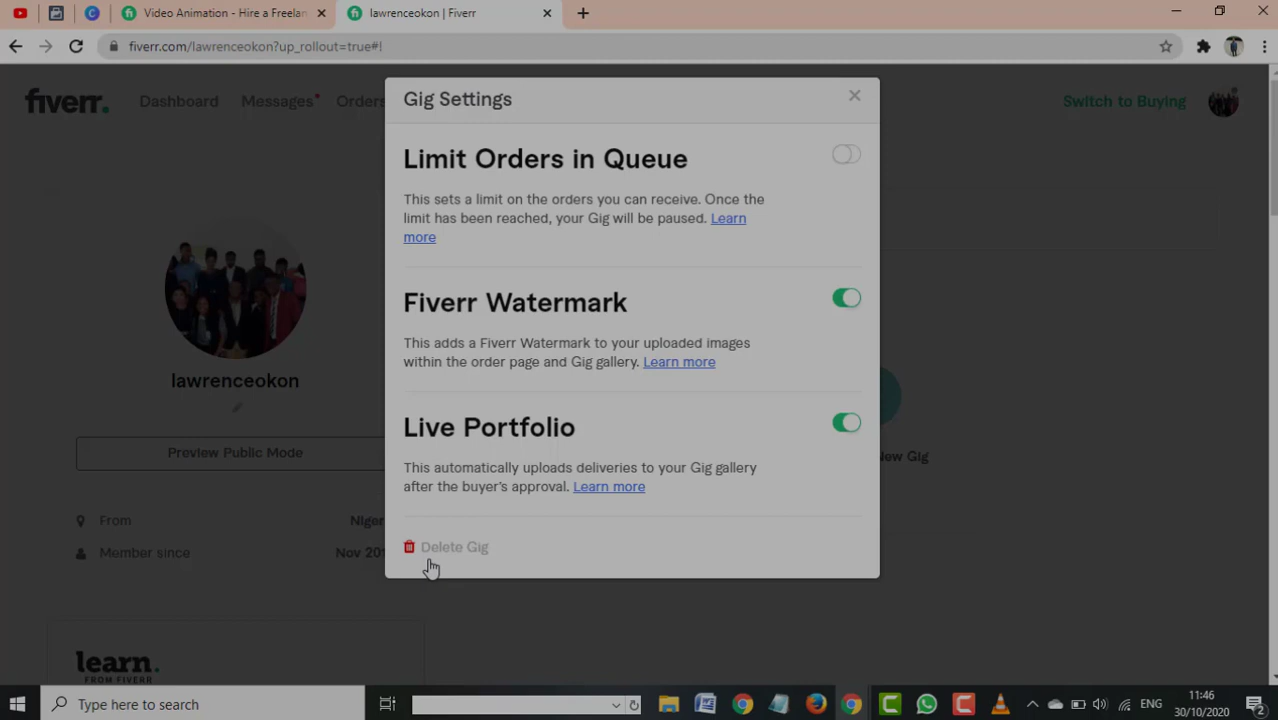 Video Animation - Hire a Freelan
lawrenceokon | Fiverr
fiverr.com/lawrenceokon?up_rollout=true#!
fiverr.
Dashboard
Messages
Orders
Switch to Buying
Gig Settings
Limit Orders in Queue
This sets a limit on the orders you can receive. Once the
limit has been reached, your Gig will be paused. Learn
more
Fiverr Watermark
This adds a Fiverr Watermark to your uploaded images
within the order page and Gig gallery. Learn more
Live Portfolio
This automatically uploads deliveries to your Gig gallery
after the buyer's approval. Learn more
Delete Gig
lawrenceokon
Preview Public Mode
From
Niger
Member since
Nov 201
New Gig
learn.
FROM FIVERR
Type here to search
ENG
11:46
30/10/2020
2